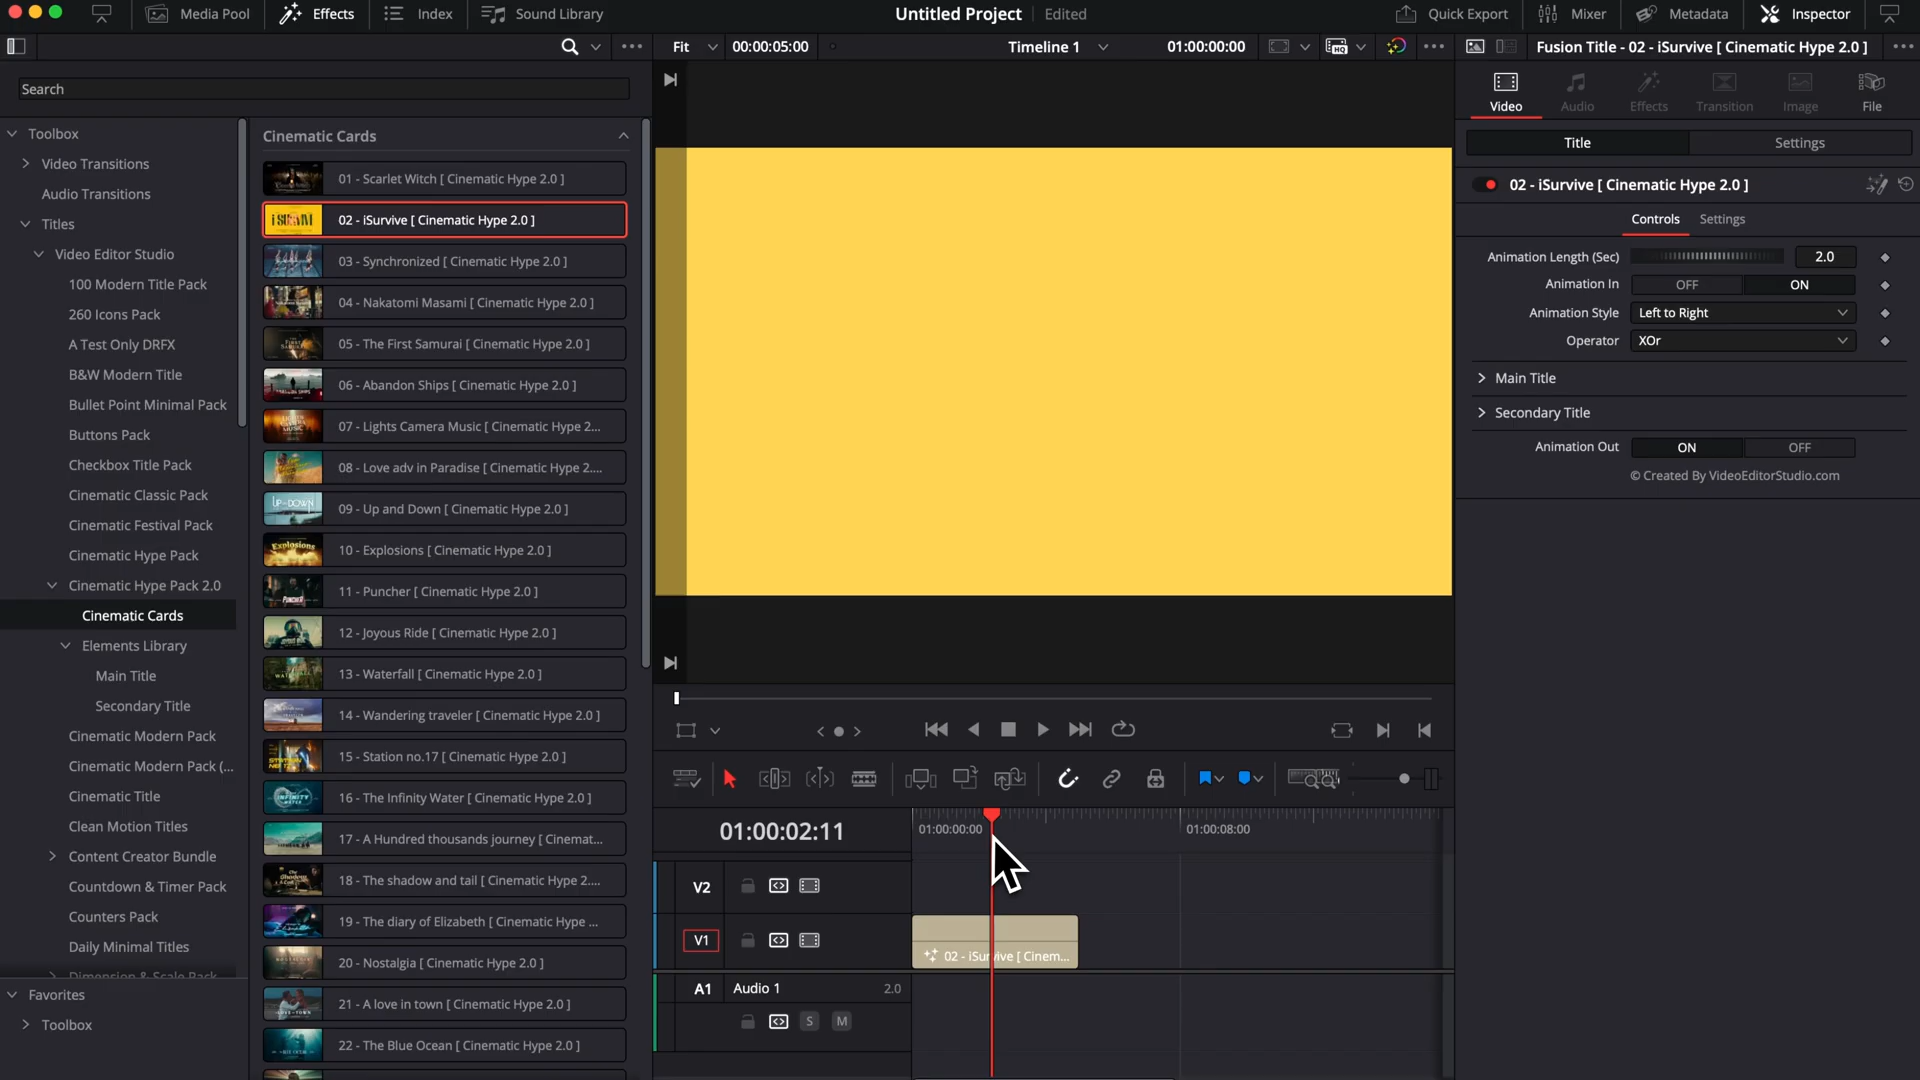 Media Pool
Effects
Index
Sound Library
Untitled Project
Edited
Quick Export
Mixer
Metadata
Inspector
Fit
00:00:05:00
Timeline 1
01:00:00:00
Fusion Title - 02 - iSurvive [ Cinematic Hype 2.0 ]
Search
Toolbox
Video Transitions
Audio Transitions
Titles
Video Editor Studio
100 Modern Title Pack
260 Icons Pack
A Test Only DRFX
B&W Modern Title
Bullet Point Minimal Pack
Buttons Pack
Checkbox Title Pack
Cinematic Classic Pack
Cinematic Festival Pack
Cinematic Hype Pack
Cinematic Hype Pack 2.0
Cinematic Cards
Elements Library
Main Title
Secondary Title
Cinematic Modern Pack
Cinematic Modern Pack (...
Cinematic Title
Clean Motion Titles
Content Creator Bundle
Countdown & Timer Pack
Counters Pack
Daily Minimal Titles
Dimension & Scale Pack
Favorites
Toolbox
Cinematic Cards
01 - Scarlet Witch [ Cinematic Hype 2.0 ]
02 - iSurvive [ Cinematic Hype 2.0 ]
03 - Synchronized [ Cinematic Hype 2.0 ]
04 - Nakatomi Masami [ Cinematic Hype 2.0 ]
05 - The First Samurai [ Cinematic Hype 2.0 ]
06 - Abandon Ships [ Cinematic Hype 2.0 ]
07 - Lights Camera Music [ Cinematic Hype 2...
08 - Love adv in Paradise [ Cinematic Hype 2....
09 - Up and Down [ Cinematic Hype 2.0 ]
10 - Explosions [ Cinematic Hype 2.0 ]
11 - Puncher [ Cinematic Hype 2.0 ]
12 - Joyous Ride [ Cinematic Hype 2.0 ]
13 - Waterfall [ Cinematic Hype 2.0 ]
14 - Wandering traveler [ Cinematic Hype 2.0 ]
15 - Station no.17 [ Cinematic Hype 2.0 ]
16 - The Infinity Water [ Cinematic Hype 2.0 ]
17 - A Hundred thousands journey [ Cinemat...
18 - The shadow and tail [ Cinematic Hype 2....
19 - The diary of Elizabeth [ Cinematic Hype ...
20 - Nostalgia [ Cinematic Hype 2.0 ]
21 - A love in town [ Cinematic Hype 2.0 ]
22 - The Blue Ocean [ Cinematic Hype 2.0 ]
Video
Audio
Effects
Transition
Image
File
Title
Settings
02 - iSurvive [ Cinematic Hype 2.0 ]
Controls
Settings
Animation Length (Sec)
2.0
Animation In
OFF
ON
Animation Style
Left to Right
Operator
XOr
Main Title
Secondary Title
Animation Out
ON
OFF
© Created By VideoEditorStudio.com
01:00:02:11
01:00:00:00
01:00:08:00
V2
V1
02 - iSurvive [ Cinem...
A1
Audio 1
2.0
S
M